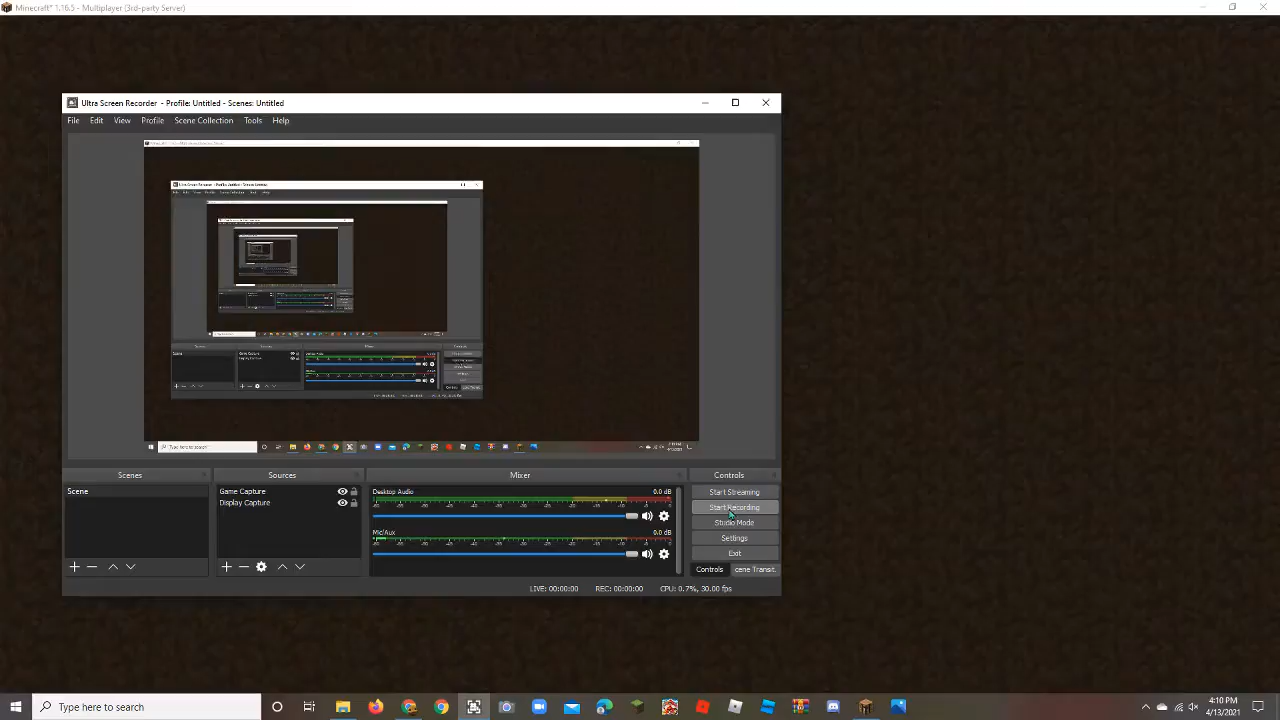 Minecraft* 1.16.5 - Multiplayer (3rd-party Server)
Ultra Screen Recorder - Profile: Untitled - Scenes: Untitled
File Edit View Profile Scene Collection Tools Help
Type here to search
Scenes Sources Mixer Controls
Scene
Game Capture
Display Capture
Desktop Audio 0.0 dB
Mic/Aux 0.0 dB
Start Streaming
Start Recording
Studio Mode
Settings
Exit
Controls cene Transit.
LIVE: 00:00:00 REC: 00:00:00 CPU: 0.7%, 30.00 fps
Type here to search
4:10 PM
4/13/2021